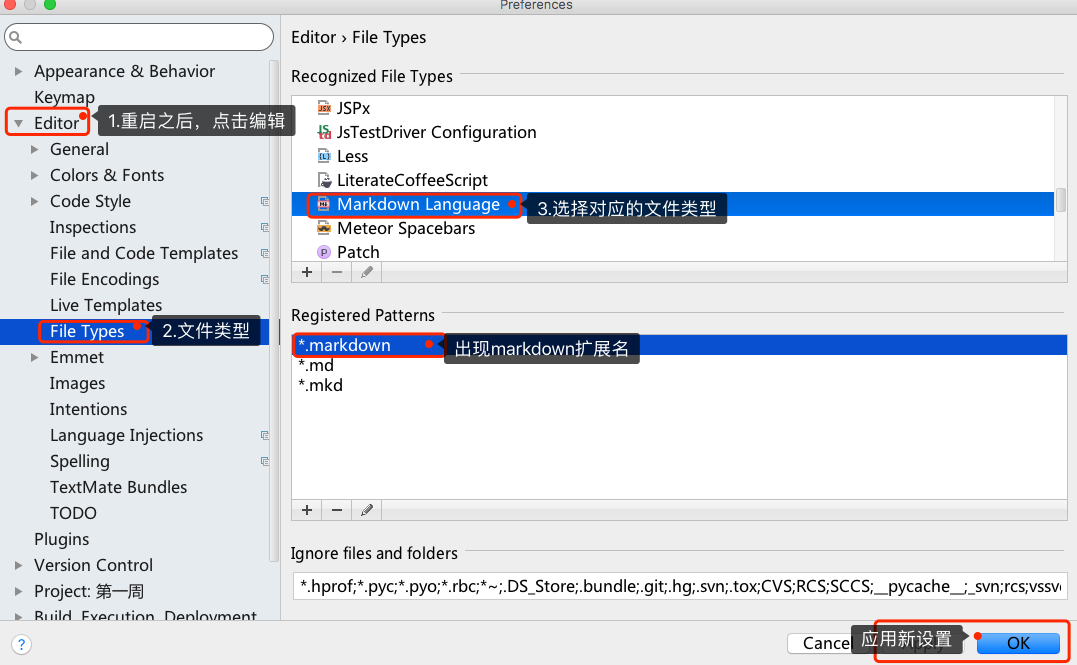 Preferences
Editor › File Types
Appearance & Behavior
Keymap
Editor
1.重启之后，点击编辑
General
Colors & Fonts
Code Style
Inspections
File and Code Templates
File Encodings
Live Templates
File Types
2.文件类型
Emmet
Images
Intentions
Language Injections
Spelling
TextMate Bundles
TODO
Plugins
Version Control
Project: 第一周
Build, Execution, Deployment
Recognized File Types
JSPx
JsTestDriver Configuration
Less
LiterateCoffeeScript
Markdown Language
3.选择对应的文件类型
Meteor Spacebars
Patch
Registered Patterns
*.markdown
出现markdown扩展名
*.md
*.mkd
Ignore files and folders
*.hprof;*.pyc;*.pyo;*.rbc;*~;.DS_Store;.bundle;.git;.hg;.svn;.tox;CVS;RCS;SCCS;__pycache__;_svn;rcs;vssv
?
Cancel
应用新设置
OK